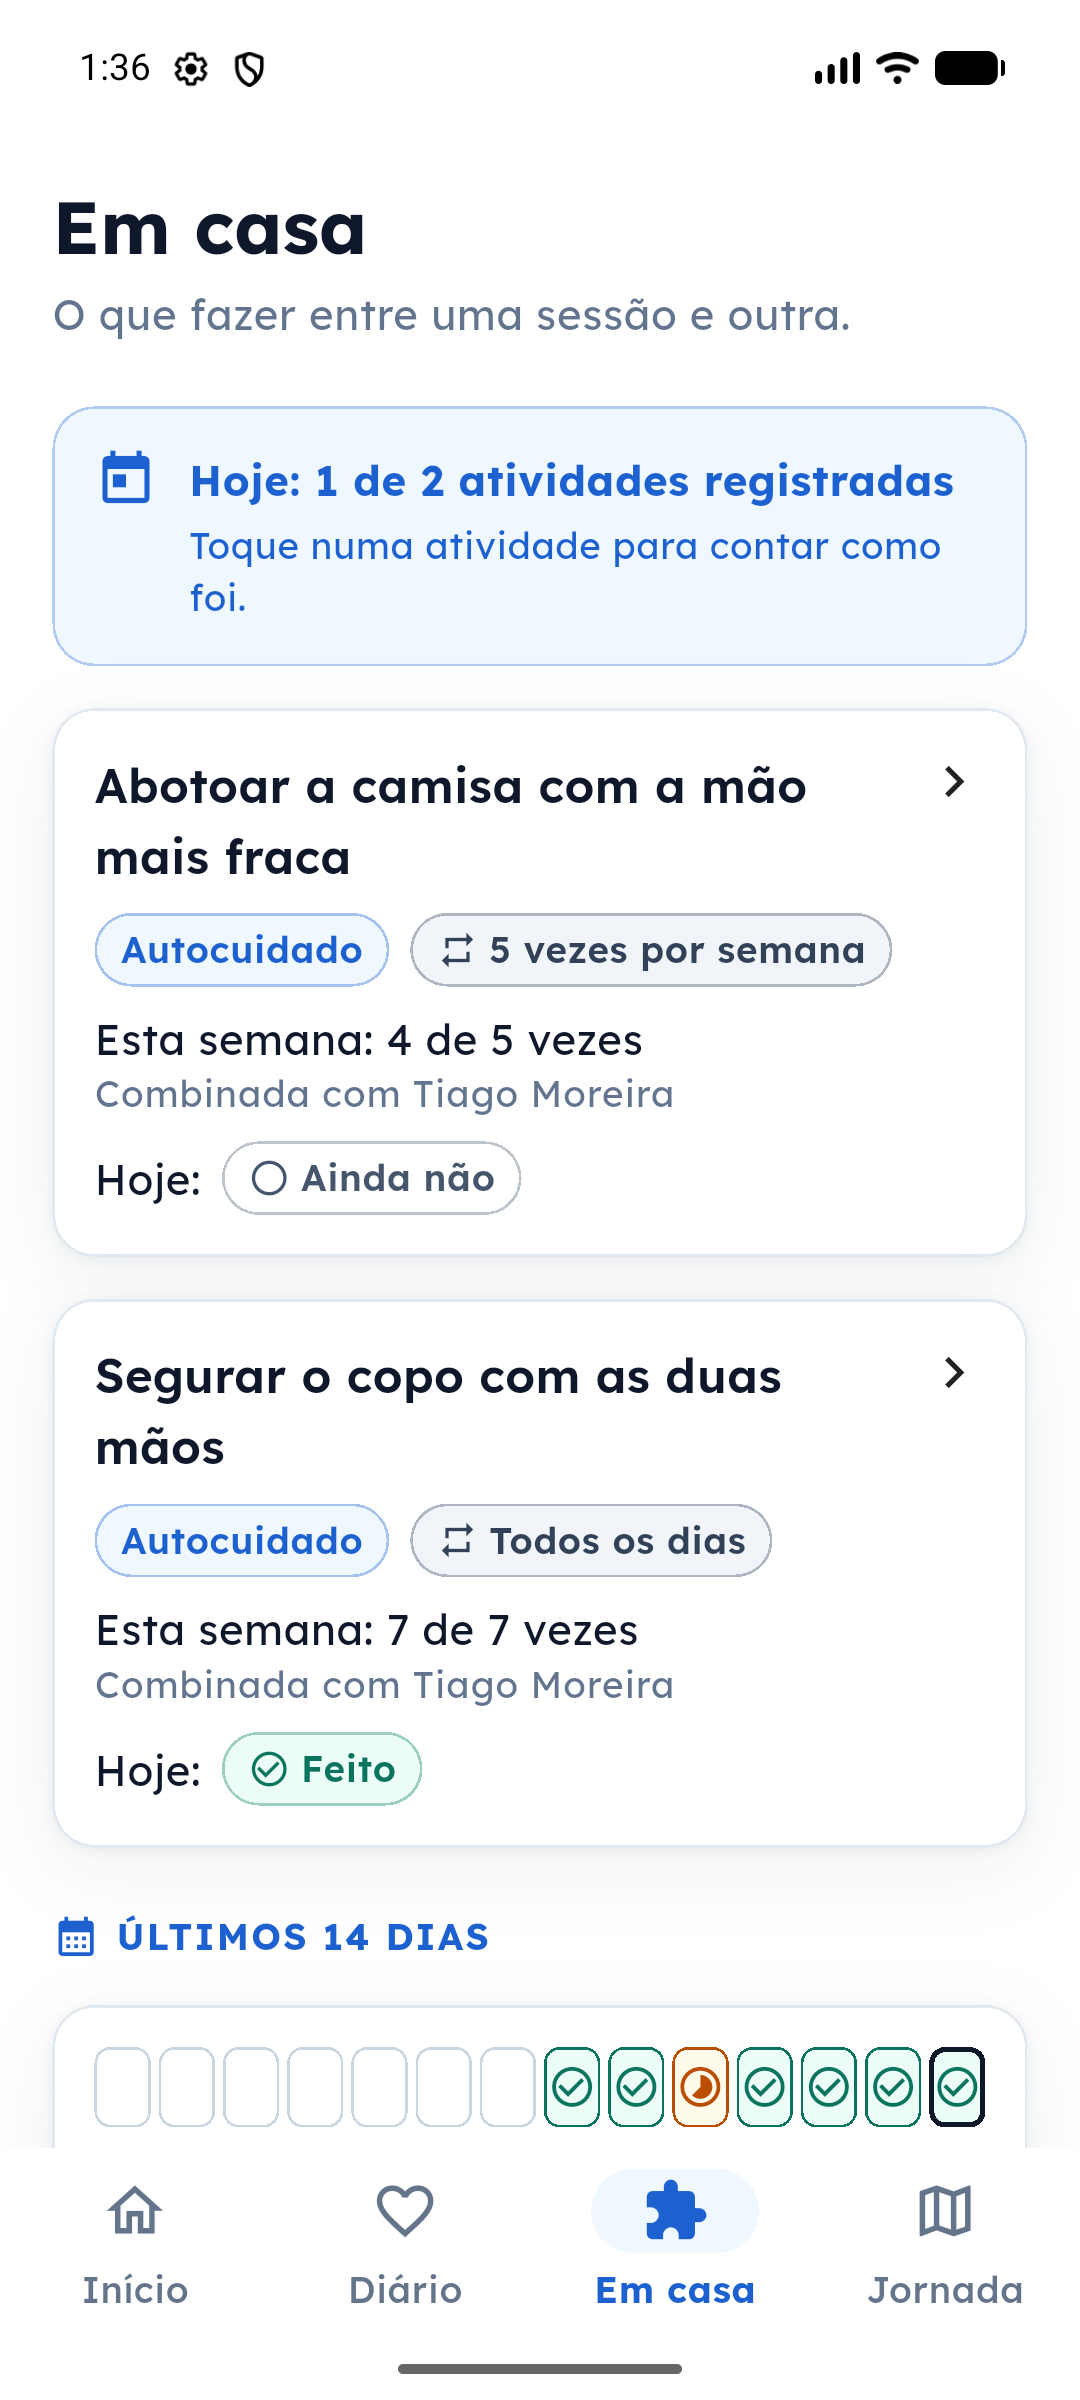 1:36
Em casa
O que fazer entre uma sessão e outra.
Hoje: 1 de 2 atividades registradas
Toque numa atividade para contar como
foi.
Abotoar a camisa com a mão
mais fraca
Autocuidado
5 vezes por semana
Esta semana: 4 de 5 vezes
Combinada com Tiago Moreira
Hoje:
Ainda não
Segurar o copo com as duas
mãos
Autocuidado
Todos os dias
Esta semana: 7 de 7 vezes
Combinada com Tiago Moreira
Hoje:
Feito
ÚLTIMOS 14 DIAS
Início
Diário
Em casa
Jornada